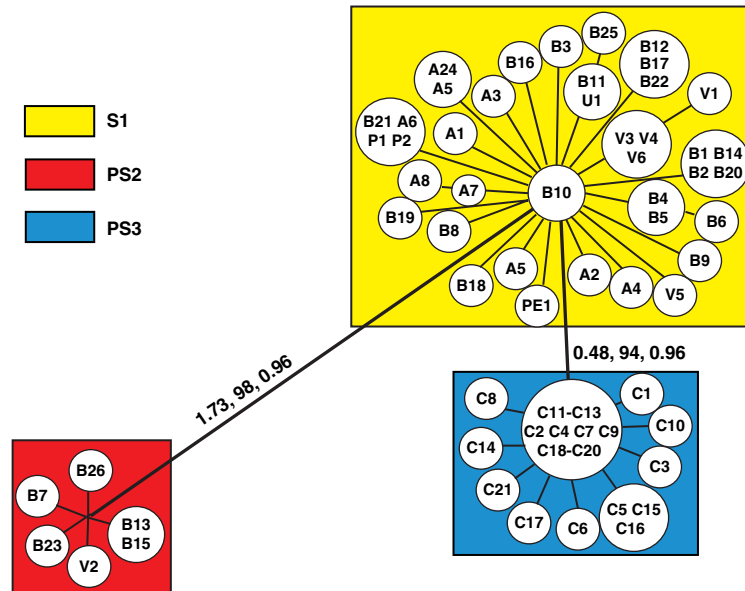 S1
PS2
PS3
B25
B3
B16
B12
B17
B22
A24
A5
A3
B11
U1
V1
B21 A6
P1 P2
A1
V3 V4
V6
B1 B14
B2 B20
A8
A7
B10
B4
B5
B19
B8
B6
B9
B18
A5
A2
A4
V5
PE1
1.73, 98, 0.96
0.48, 94, 0.96
C8
C11-C13
C2 C4 C7 C9
C18-C20
C1
C10
C14
C3
C21
C17
C6
C5 C15
C16
B26
B7
B13
B15
B23
V2